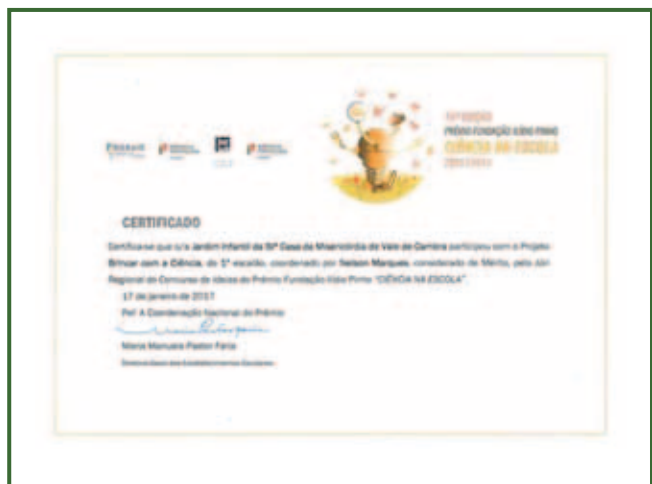 PRÉMIO FUNDAÇÃO ILÍDIO PINHO
CIÊNCIA NA ESCOLA
CERTIFICADO
Certifica-se que o/a Jardim Infantil da Stª Casa da Misericórdia de Vale de Cambra participou com o Projeto
Brincar com a Ciência, do 1º escalão, coordenado por Nelson Marques, considerado de Mérito, pelo Júri
Regional do Concurso de Ideias do Prémio Fundação Ilídio Pinho "CIÊNCIA NA ESCOLA".
17 de janeiro de 2017
Pel' A Coordenação Nacional do Prémio
Maria Manuela Pastor Faria